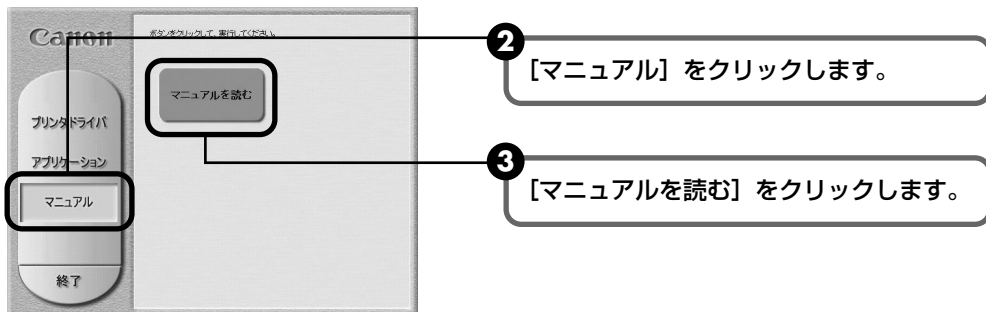 Canon
ボタンをクリックして、実行してください。
マニュアルを読む
プリンタドライバ
アプリケーション
マニュアル
終了
2
［マニュアル］をクリックします。
3
［マニュアルを読む］をクリックします。